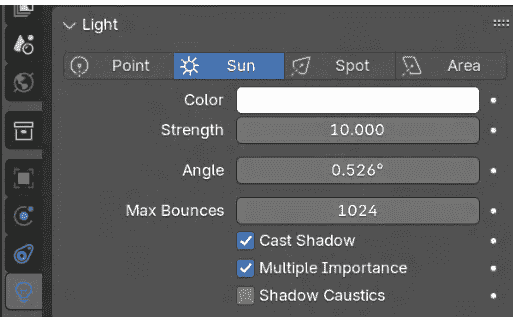 Light
Point Sun Spot Area
Color
Strength 10.000
Angle 0.526°
Max Bounces 1024
Cast Shadow
Multiple Importance
Shadow Caustics